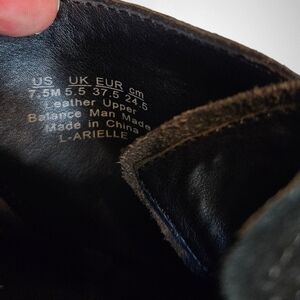 US UK EUR cm
7.5M 5.5 37.5 24.5
Leather Upper
Balance Man Made
Made in China
L-ARIELLE